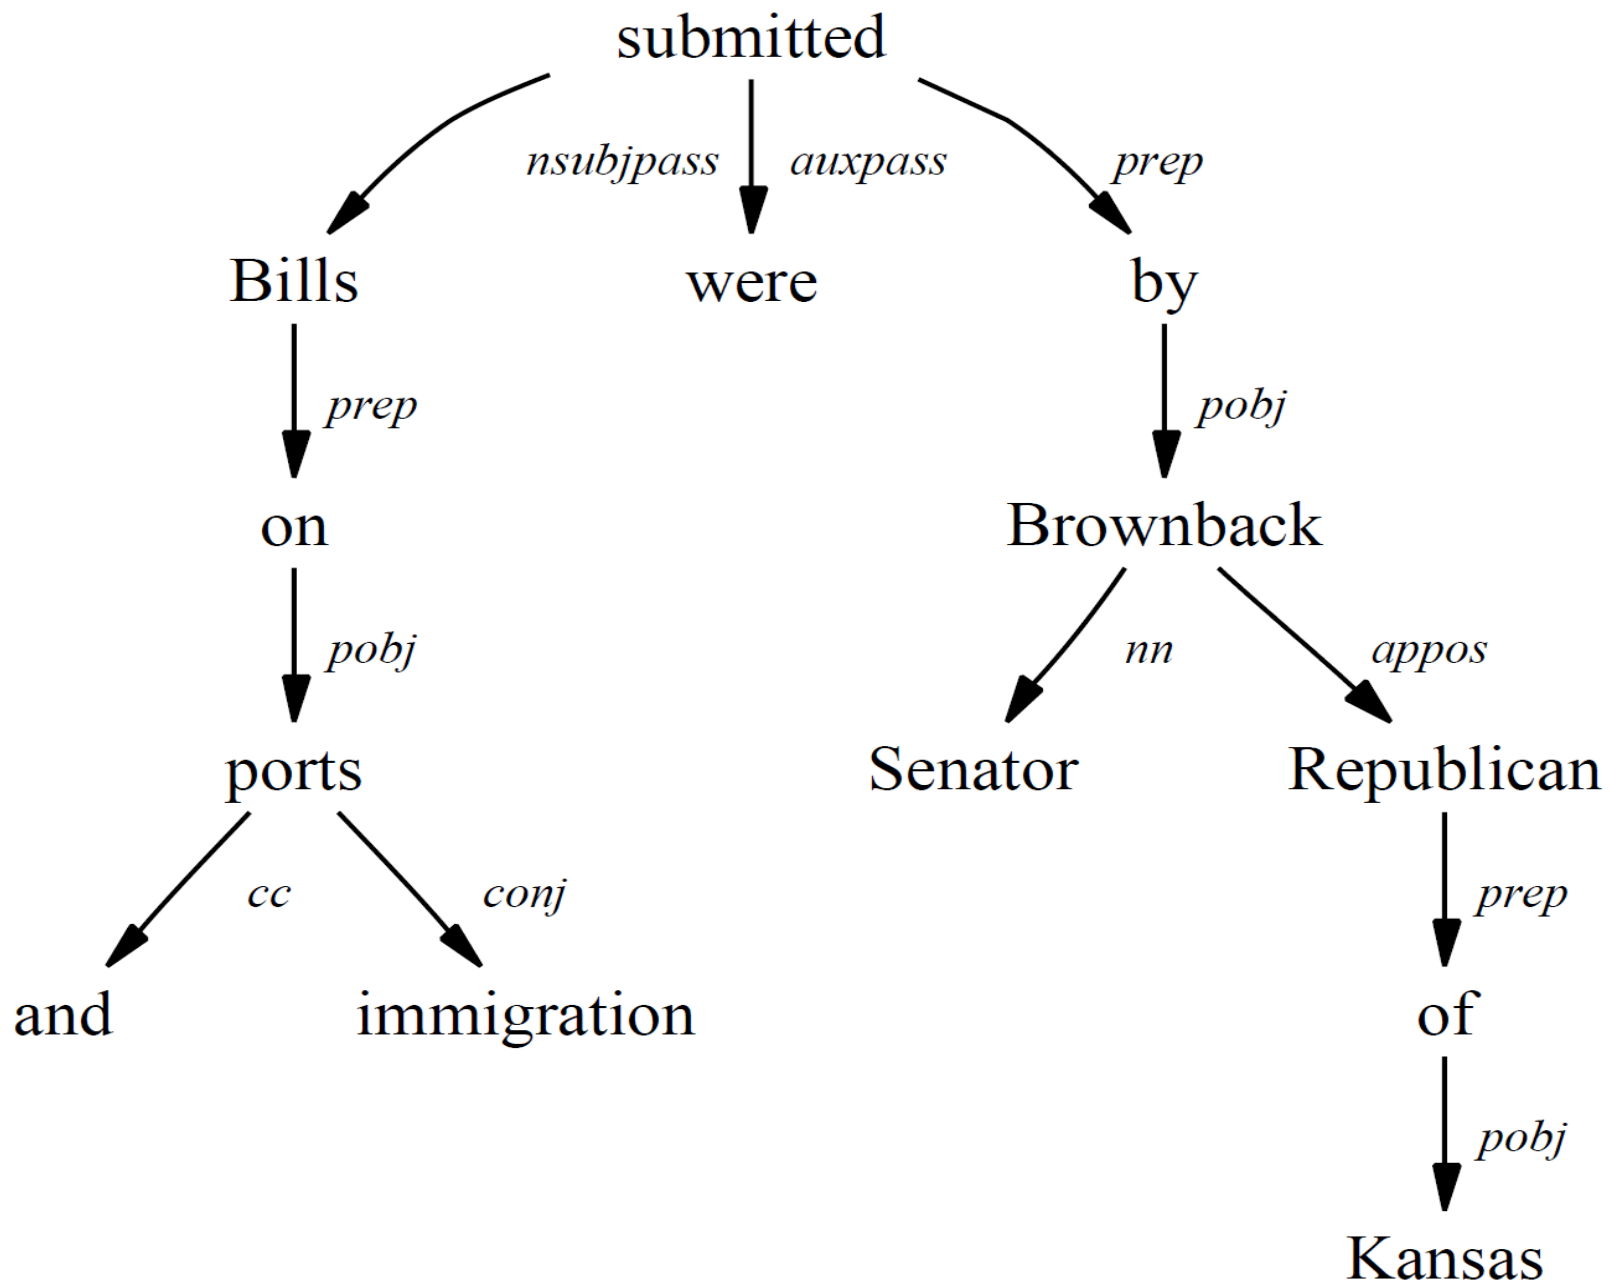 submitted
nsubjpass auxpass prep
Bills were by
prep pobj
on Brownback
pobj nn appos
ports Senator Republican
cc conj prep
and immigration of
pobj
Kansas